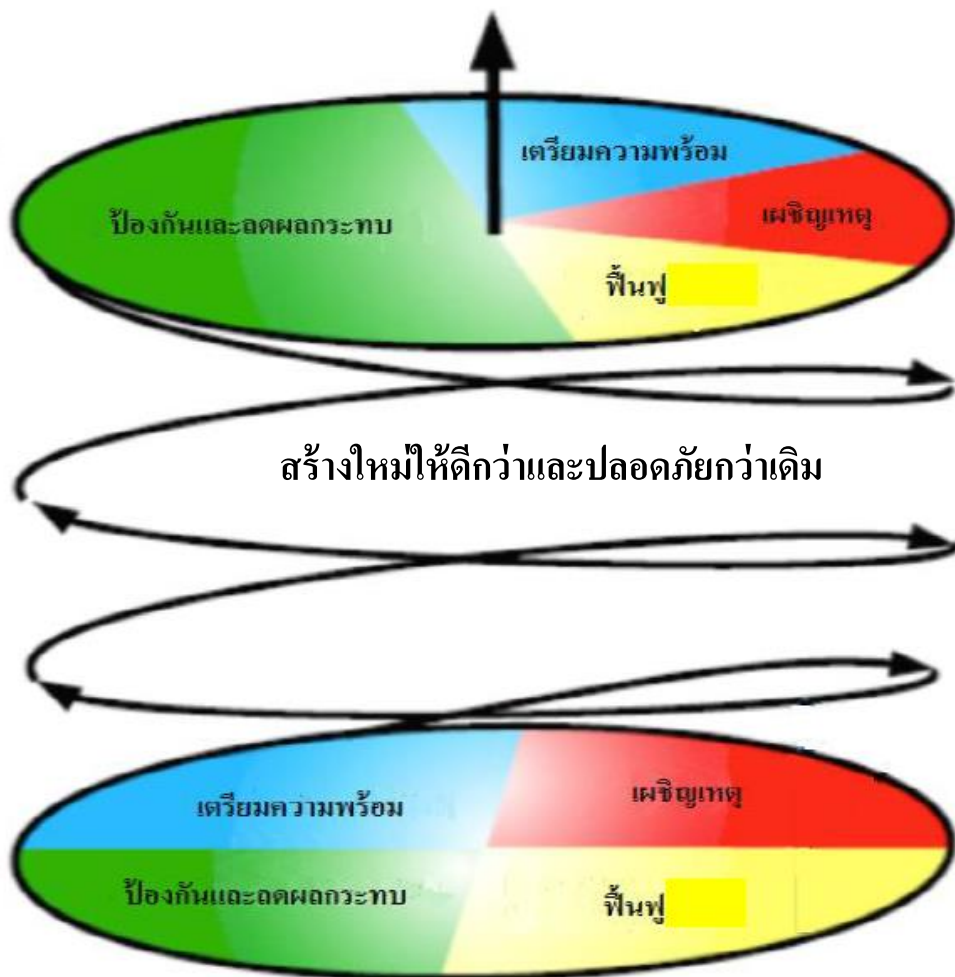 เตรียมความพร้อม
เผชิญเหตุ
ป้องกันและลดผลกระทบ
ฟื้นฟู
สร้างใหม่ให้ดีกว่าและปลอดภัยกว่าเดิม
เตรียมความพร้อม
เผชิญเหตุ
ป้องกันและลดผลกระทบ
ฟื้นฟู